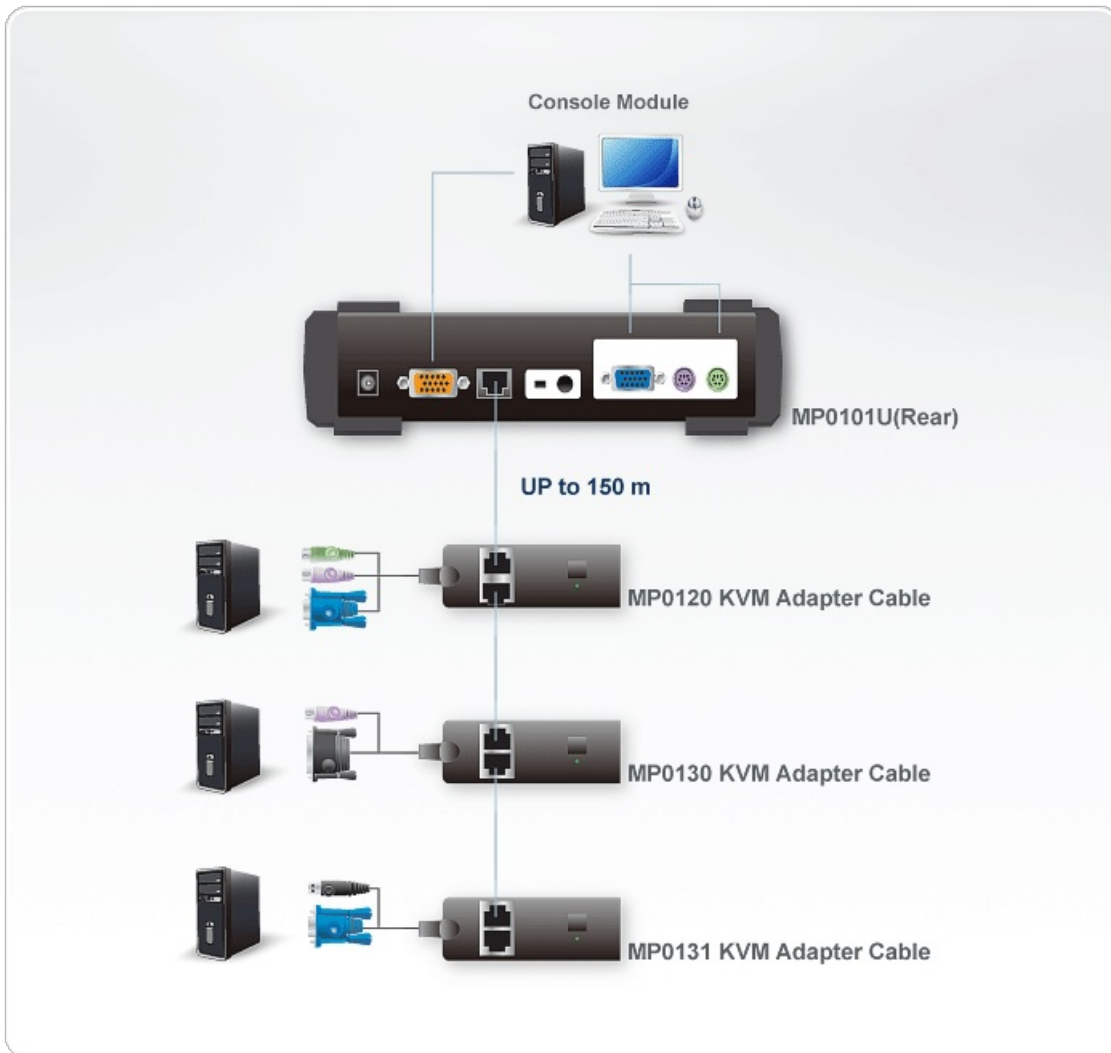 Console Module
MP0101U(Rear)
UP to 150 m
MP0120 KVM Adapter Cable
MP0130 KVM Adapter Cable
MP0131 KVM Adapter Cable